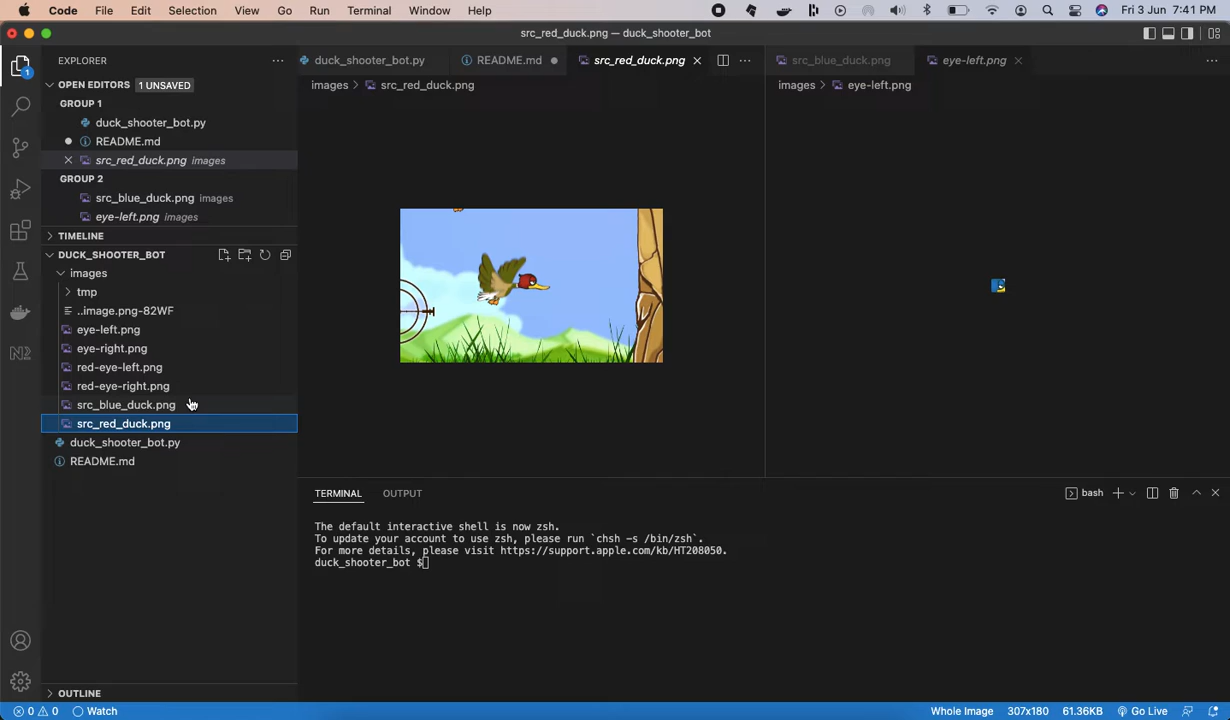 Code File Edit Selection View Go Run Terminal Window Help Fri 3 Jun 7:41 PM
src_red_duck.png — duck_shooter_bot
EXPLORER
OPEN EDITORS 1 UNSAVED
GROUP 1
duck_shooter_bot.py
README.md
src_red_duck.png images
GROUP 2
src_blue_duck.png images
eye-left.png images
TIMELINE
DUCK_SHOOTER_BOT
images
tmp
..image.png-82WF
eye-left.png
eye-right.png
red-eye-left.png
red-eye-right.png
src_blue_duck.png
src_red_duck.png
duck_shooter_bot.py
README.md
OUTLINE
duck_shooter_bot.py README.md src_red_duck.png
images > src_red_duck.png
src_blue_duck.png eye-left.png
images > eye-left.png
TERMINAL OUTPUT
bash
The default interactive shell is now zsh.
To update your account to use zsh, please run `chsh -s /bin/zsh`.
For more details, please visit https://support.apple.com/kb/HT208050.
duck_shooter_bot $
0 0 Watch
Whole Image 307x180 61.36KB Go Live
1
N2